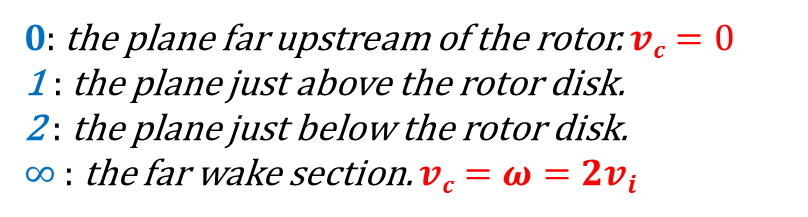 0: the plane far upstream of the rotor. v_c = 0
1 : the plane just above the rotor disk.
2 : the plane just below the rotor disk.
∞ : the far wake section. v_c = ω = 2v_i